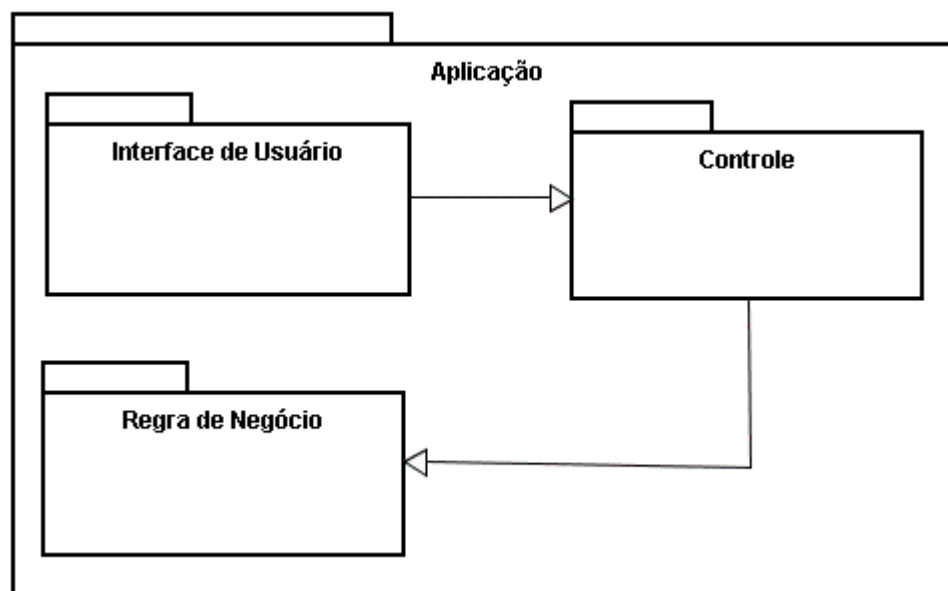 Aplicação
Interface de Usuário
Controle
Regra de Negócio